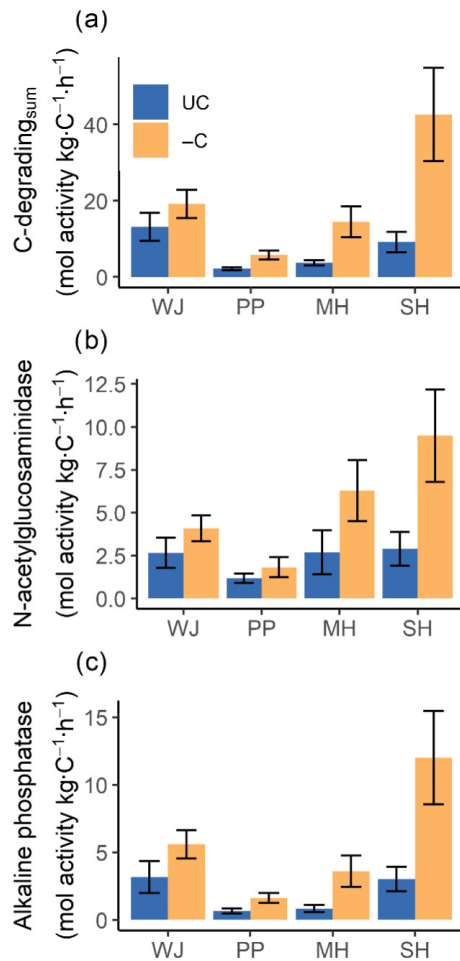 (a)
C-degrading_sum
(mol activity kg·C⁻¹·h⁻¹)
UC
–C
40
20
0
WJ PP MH SH
(b)
N-acetylglucosaminidase
(mol activity kg·C⁻¹·h⁻¹)
12.5
10.0
7.5
5.0
2.5
0.0
WJ PP MH SH
(c)
Alkaline phosphatase
(mol activity kg·C⁻¹·h⁻¹)
15
10
5
0
WJ PP MH SH